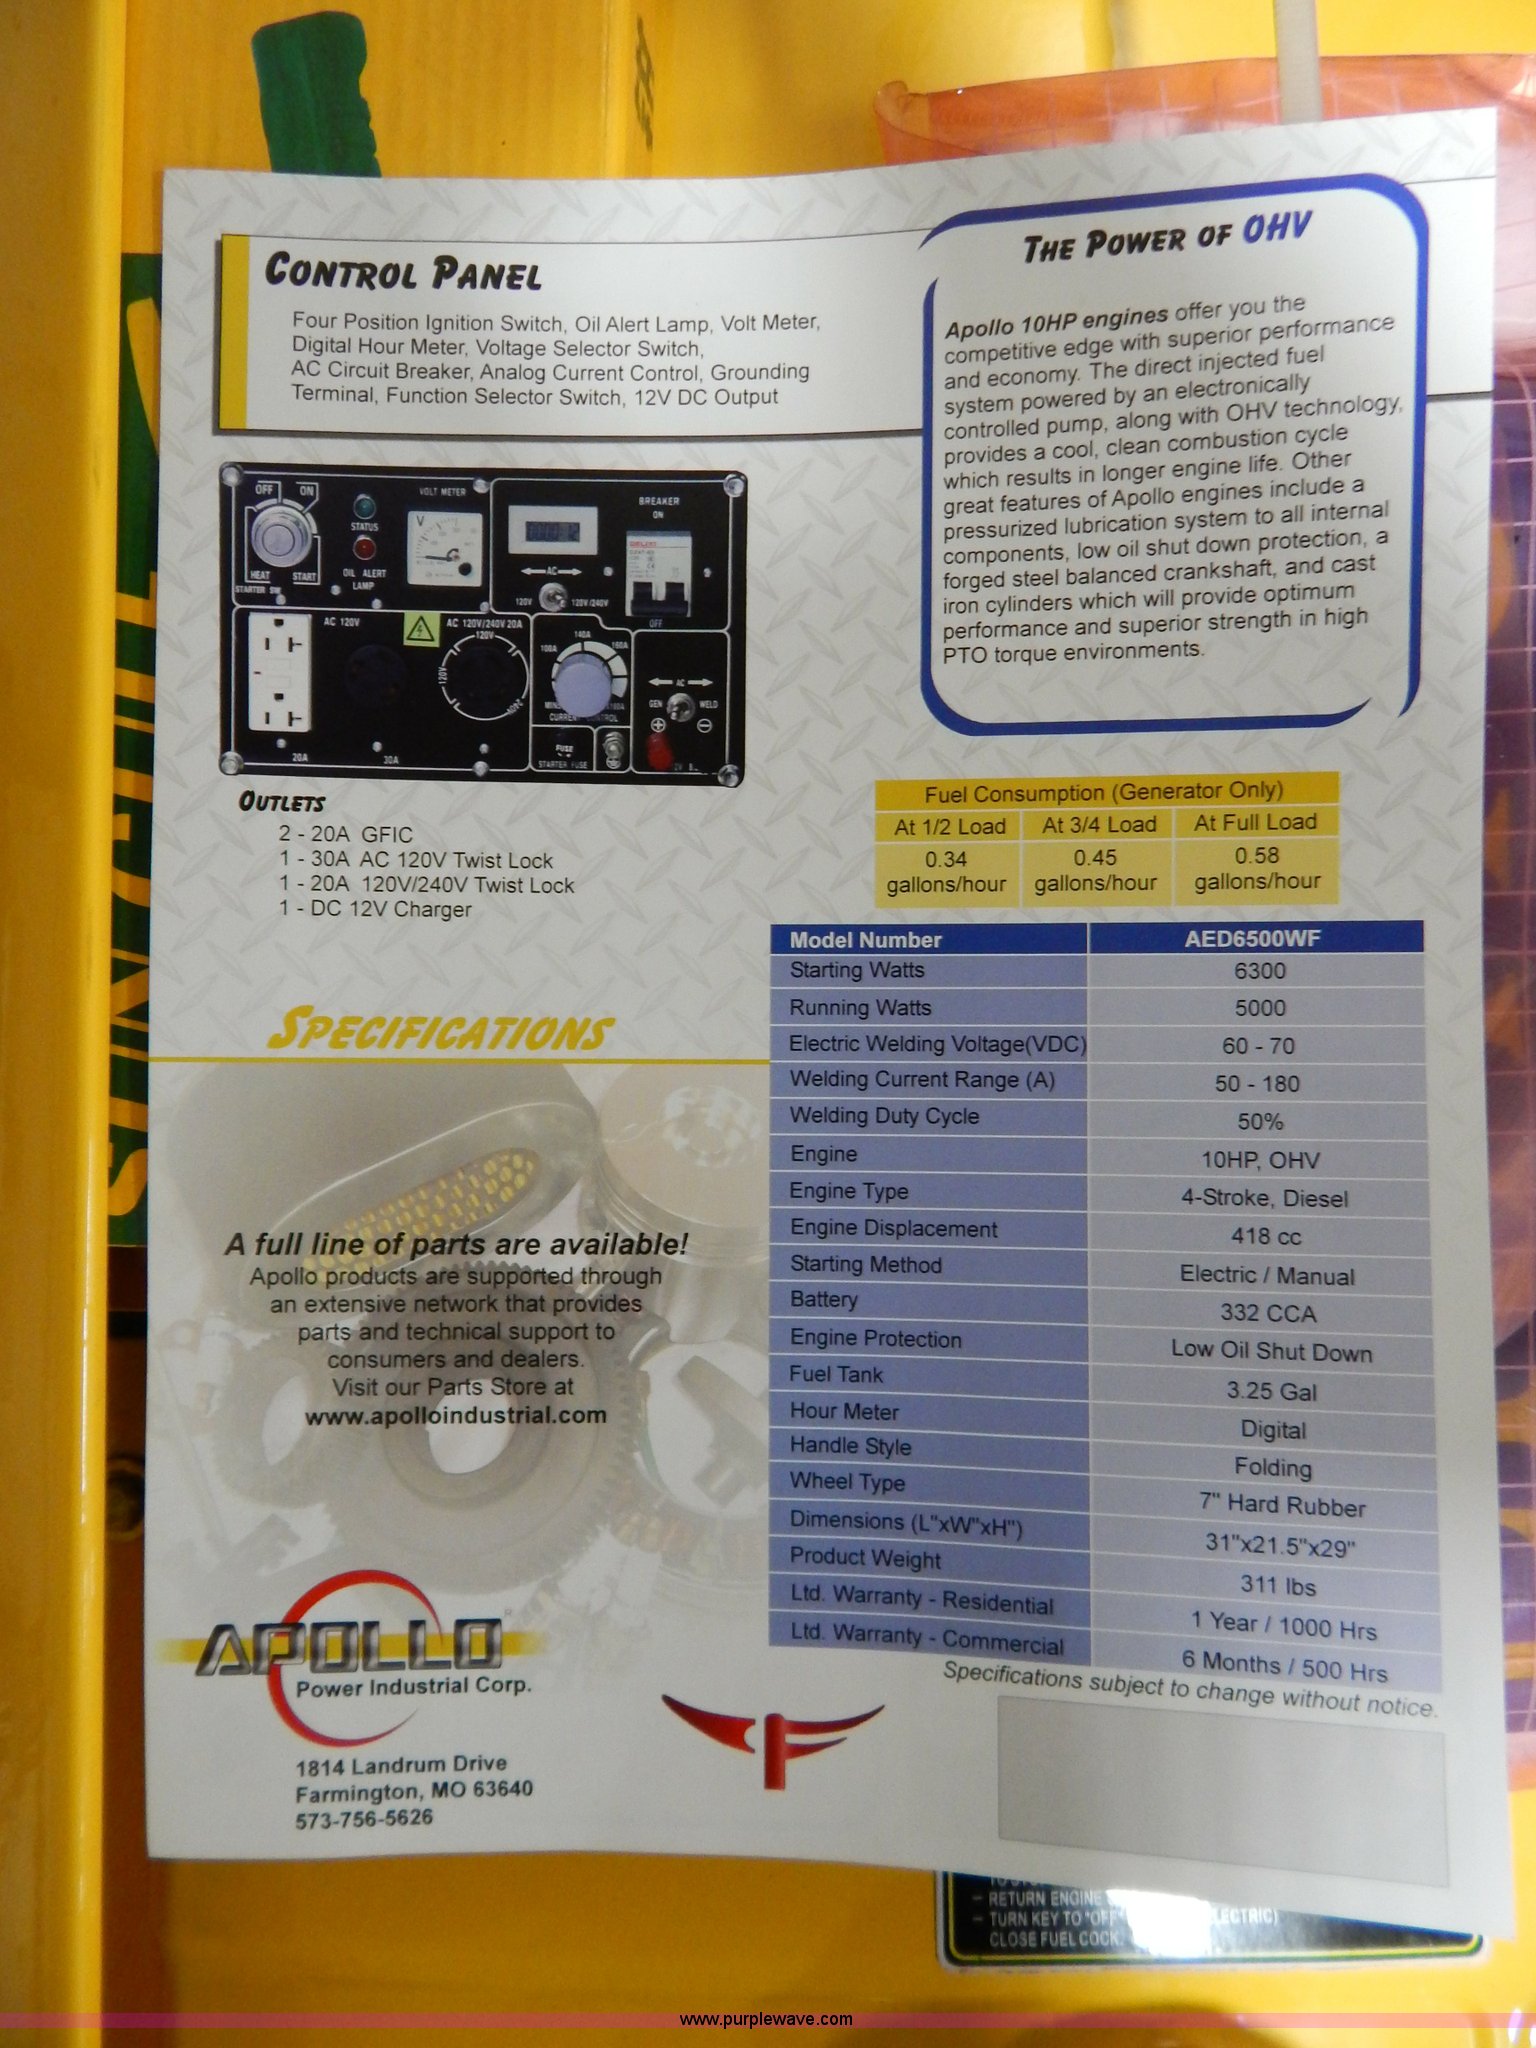 CONTROL PANEL
Four Position Ignition Switch, Oil Alert Lamp, Volt Meter,
Digital Hour Meter, Voltage Selector Switch,
AC Circuit Breaker, Analog Current Control, Grounding
Terminal, Function Selector Switch, 12V DC Output
THE POWER OF OHV
Apollo 10HP engines offer you the
competitive edge with superior performance
and economy. The direct injected fuel
system powered by an electronically
controlled pump, along with OHV technology,
provides a cool, clean combustion cycle
which results in longer engine life. Other
great features of Apollo engines include a
pressurized lubrication system to all internal
components, low oil shut down protection, a
forged steel balanced crankshaft, and cast
iron cylinders which will provide optimum
performance and superior strength in high
PTO torque environments.
OFF ON
HEAT START
STARTER SW
STATUS
OIL ALERT
LAMP
VOLT METER
V
BREAKER
ON
OFF
AC
120V 120V/240V
AC 120V
AC 120V/240V 20A
120V
120V
240V
20A
30A
100A 140A 160A
CURRENT CONTROL
FUSE
STARTER FUSE
AC
GEN WELD
OUTLETS
2 - 20A GFIC
1 - 30A AC 120V Twist Lock
1 - 20A 120V/240V Twist Lock
1 - DC 12V Charger
Fuel Consumption (Generator Only)
At 1/2 Load At 3/4 Load At Full Load
0.34 0.45 0.58
gallons/hour gallons/hour gallons/hour
SPECIFICATIONS
Model Number AED6500WF
Starting Watts 6300
Running Watts 5000
Electric Welding Voltage(VDC) 60 - 70
Welding Current Range (A) 50 - 180
Welding Duty Cycle 50%
Engine 10HP, OHV
Engine Type 4-Stroke, Diesel
Engine Displacement 418 cc
Starting Method Electric / Manual
Battery 332 CCA
Engine Protection Low Oil Shut Down
Fuel Tank 3.25 Gal
Hour Meter Digital
Handle Style Folding
Wheel Type 7" Hard Rubber
Dimensions (L"xW"xH") 31"x21.5"x29"
Product Weight 311 lbs
Ltd. Warranty - Residential 1 Year / 1000 Hrs
Ltd. Warranty - Commercial 6 Months / 500 Hrs
Specifications subject to change without notice.
A full line of parts are available!
Apollo products are supported through
an extensive network that provides
parts and technical support to
consumers and dealers.
Visit our Parts Store at
www.apolloindustrial.com
APOLLO
Power Industrial Corp.
1814 Landrum Drive
Farmington, MO 63640
573-756-5626
- RETURN ENGINE
- TURN KEY TO "OFF"
CLOSE FUEL COCK.
www.purplewave.com